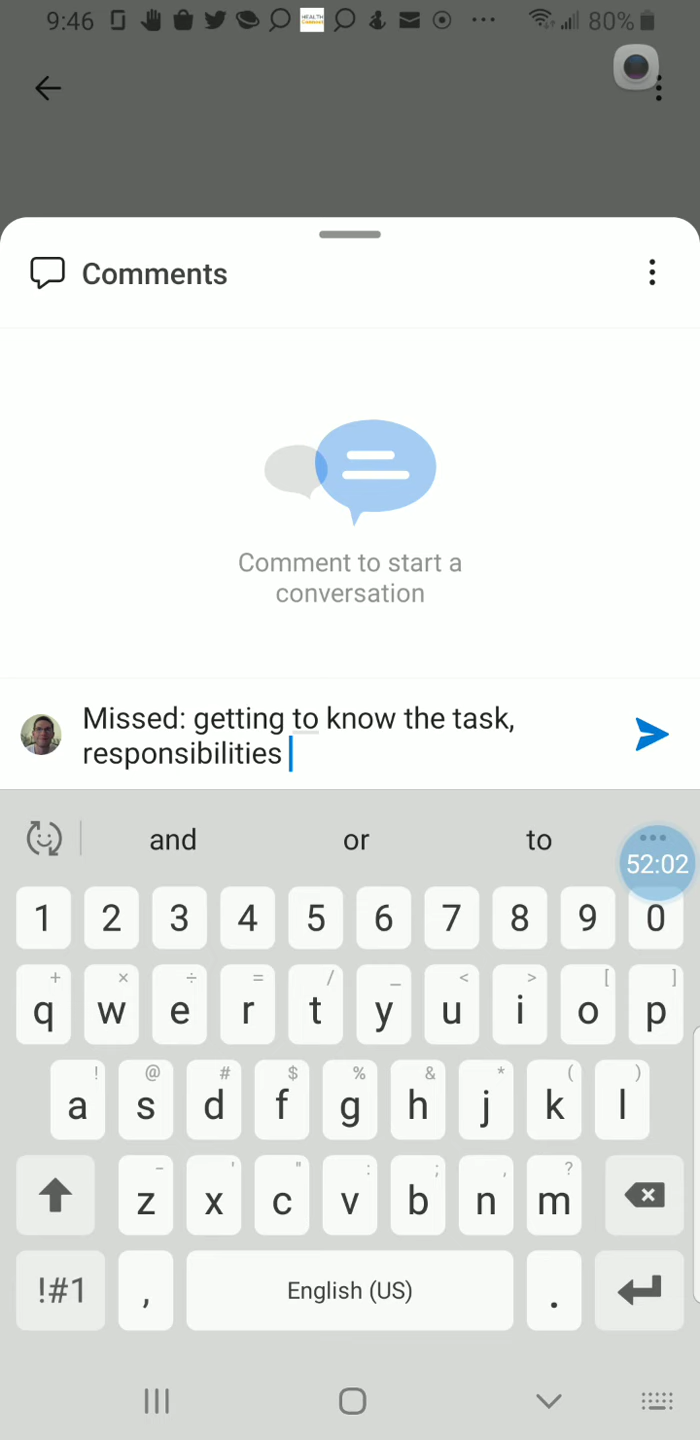 9:46
80%
Comments
Comment to start a
conversation
Missed: getting to know the task,
responsibilities
and or to
52:02
1 2 3 4 5 6 7 8 9 0
+ × ÷ = / _ < > [ ]
q w e r t y u i o p
! @ # $ % & * ( )
a s d f g h j k l
- ' " : ; , ?
z x c v b n m
!#1 , English (US) .